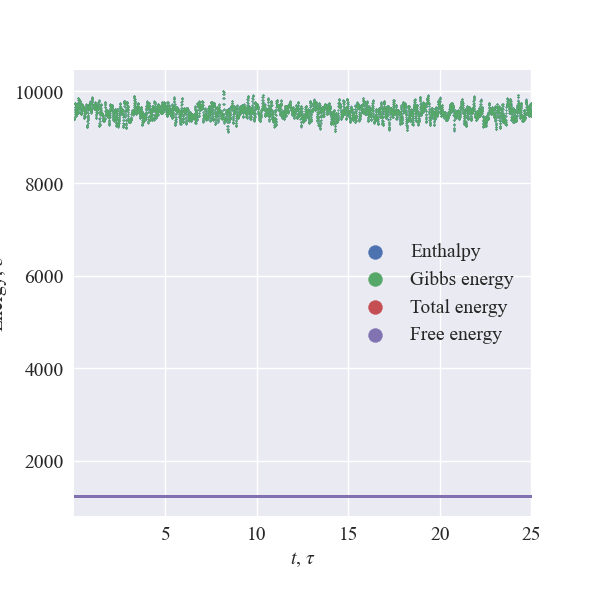 10000
8000
6000
4000
2000
Enthalpy
Gibbs energy
Total energy
Free energy
5
10
15
20
25
t, τ